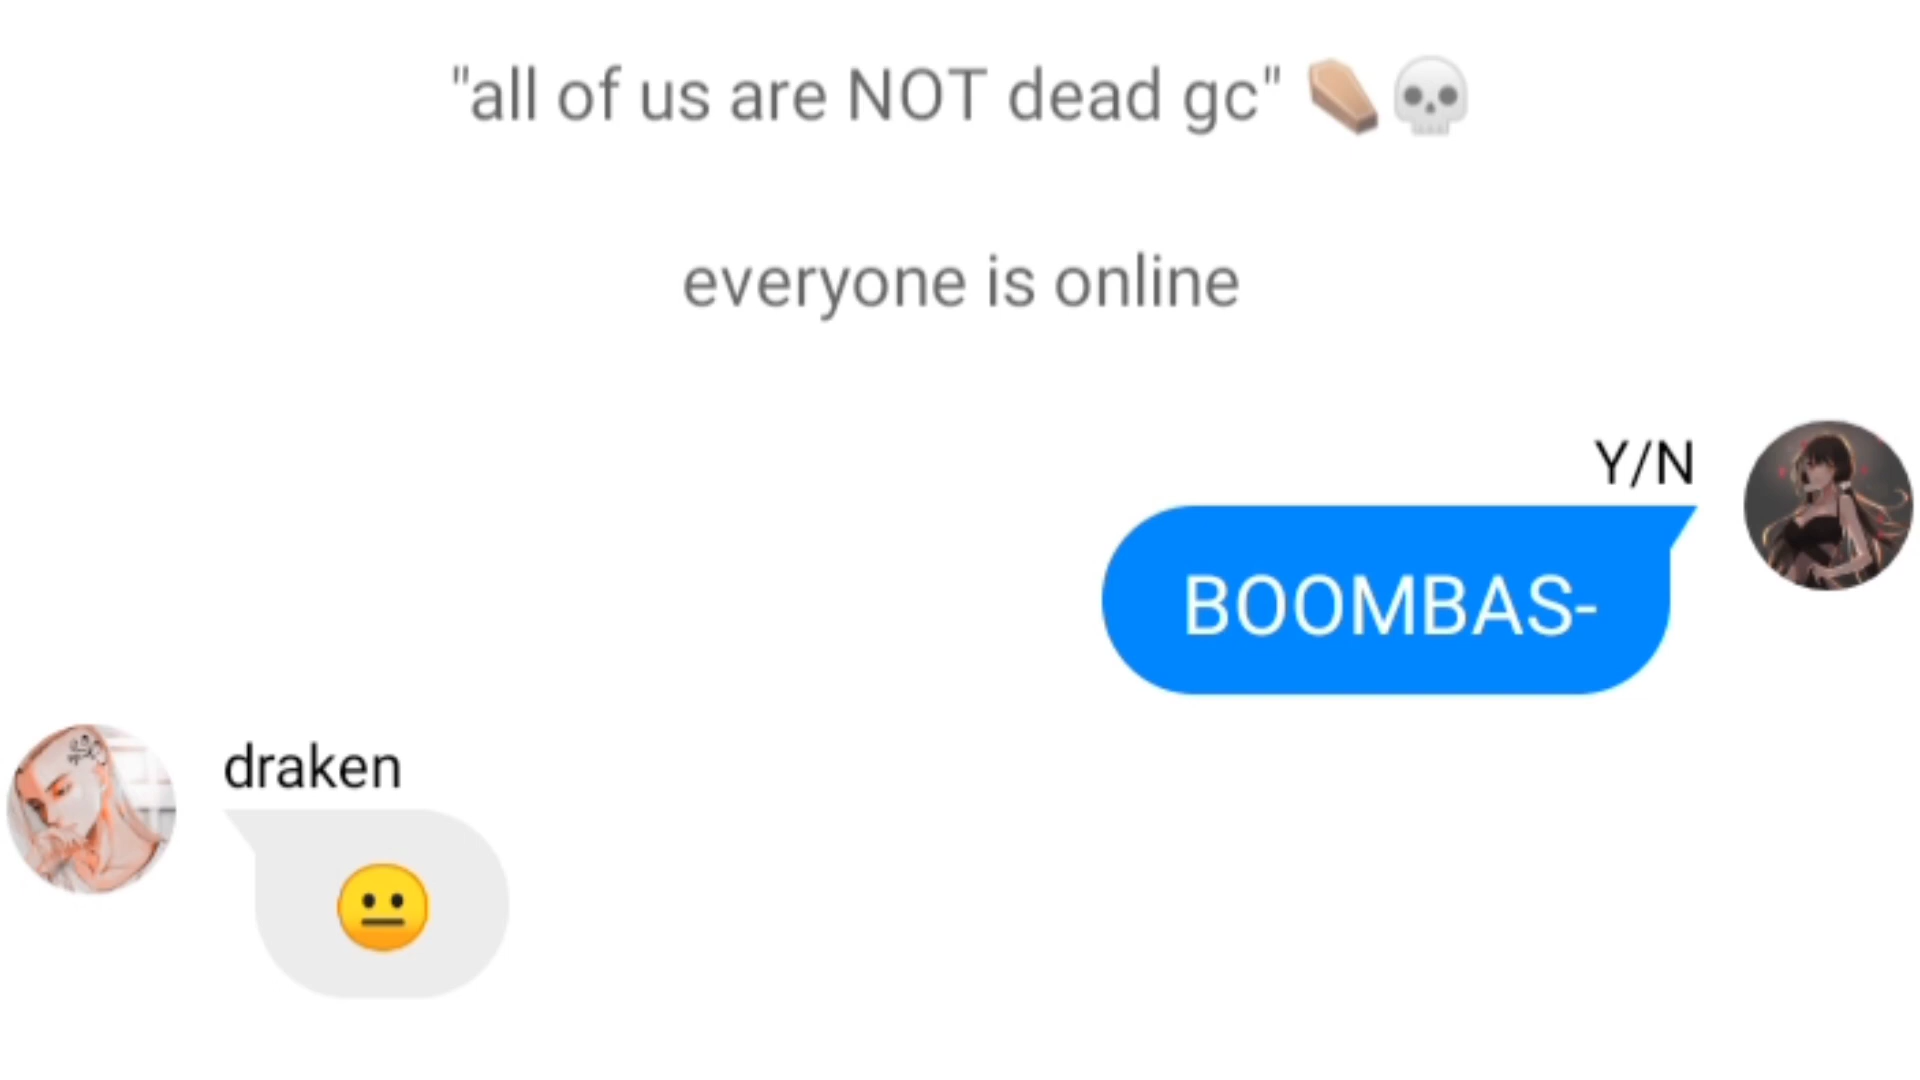 "all of us are NOT dead gc" ⚰️💀
everyone is online
Y/N
BOOMBAS-
draken
😐